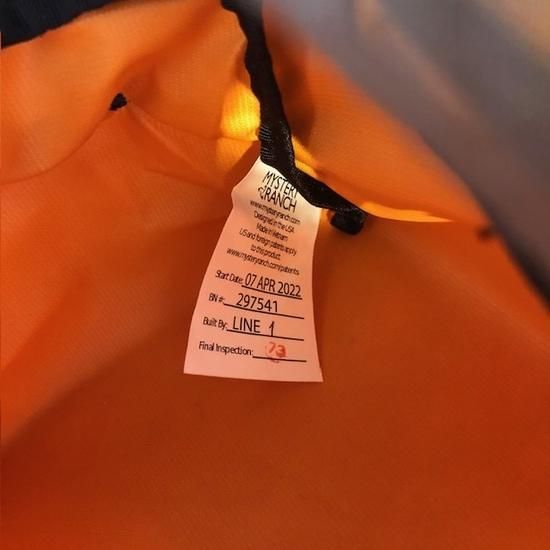 MYSTERY
RANCH
www.mysteryranch.com
Designed in the USA
Made in Vietnam
US and foreign patents apply
to this product.
www.mysteryranch.com/patents
Start Date: 07 APR 2022
BN #: 297541
Built By: LINE 1
Final Inspection: